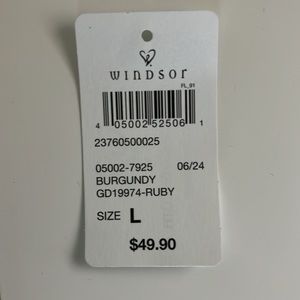 WINDSOR
FL_01
4 05002 52506 1
23760500025
05002-7925 06/24
BURGUNDY
GD19974-RUBY
SIZE L
$49.90